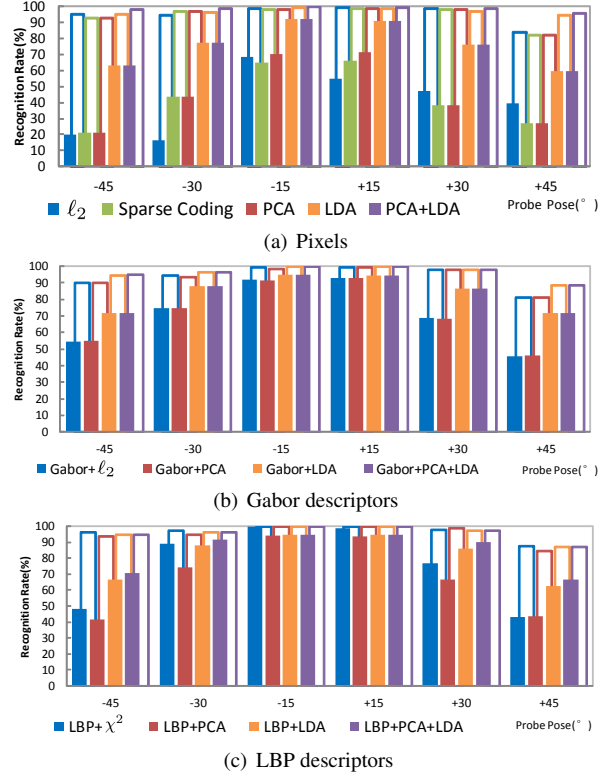 Recognition Rate(%)
100
90
80
70
60
50
40
30
20
10
0
-45 -30 -15 +15 +30 +45
ℓ2 Sparse Coding PCA LDA PCA+LDA Probe Pose(°)
(a) Pixels
Recognition Rate(%)
100
90
80
70
60
50
40
30
20
10
0
-45 -30 -15 +15 +30 +45
Gabor+ℓ2 Gabor+PCA Gabor+LDA Gabor+PCA+LDA Probe Pose(°)
(b) Gabor descriptors
Recognition Rate(%)
100
90
80
70
60
50
40
30
20
10
0
-45 -30 -15 +15 +30 +45
LBP+χ² LBP+PCA LBP+LDA LBP+PCA+LDA Probe Pose(°)
(c) LBP descriptors